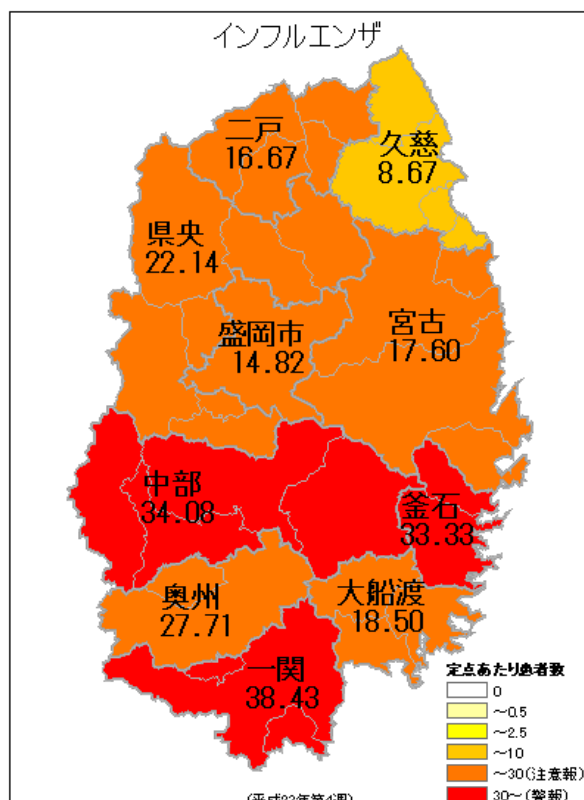 インフルエンザ
二戸
16.67
久慈
8.67
県央
22.14
盛岡市
14.82
宮古
17.60
中部
34.08
釜石
33.33
奥州
27.71
大船渡
18.50
一関
38.43
定点あたり患者数
0
～0.5
～2.5
～10
～30(注意報)
30～(警報)